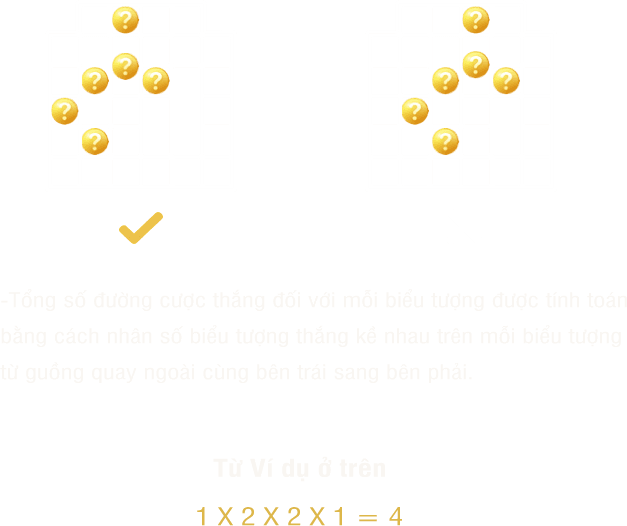 -Tổng số đường cược thắng đối với mỗi biểu tượng được tính toán
bằng cách nhân số biểu tượng thắng kề nhau trên mỗi biểu tượng
từ guồng quay ngoài cùng bên trái sang bên phải.
Từ Ví dụ ở trên
1 X 2 X 2 X 1 = 4